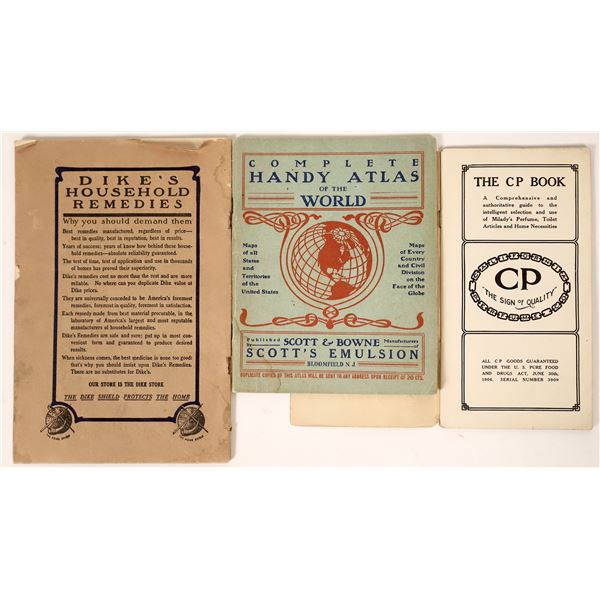 DIKE'S
HOUSEHOLD
REMEDIES
Why you should demand them
Best remedies manufactured, regardless of price—
best in quality, best in reputation, best in results.
Years of success; years of know how behind these house-
hold remedies—absolute reliability guaranteed.
The test of time, test of application and use in thousands
of homes has proved their superiority.
Dike's remedies cost no more than the rest and are more
reliable. No where can you duplicate Dike value at
Dike prices.
They are universally conceded to be America's foremost
remedies, foremost in quality, foremost in satisfaction.
Each remedy made from best material procurable, in the
laboratory of America's largest and most reputable
manufacturers of household remedies.
Dike's Remedies are safe and sure; put up in most con-
venient form and guaranteed to produce desired
results.
When sickness comes, the best medicine is none too good:
that's why you should insist upon Dike's Remedies.
There are no substitutes for Dike's.
OUR STORE IS THE DIKE STORE
THE DIKE SHIELD PROTECTS THE HOME
COMPLETE
HANDY ATLAS
OF THE
WORLD
Maps
of all
States
and
Territories
of the
United States
Maps
of Every
Country
and Civil
Division
on the
Face of the
Globe
Published by SCOTT & BOWNE Manufacturers of
SCOTT'S EMULSION
BLOOMFIELD N. J.
DUPLICATE COPIES OF THIS ATLAS WILL BE SENT TO ANY ADDRESS UPON RECEIPT OF 20 CTS.
THE CP BOOK
A Comprehensive and
authoritative guide to the
intelligent selection and use
of Milady's Perfume, Toilet
Articles and Home Necessities
CP
"THE SIGN OF QUALITY"
ALL CP GOODS GUARANTEED
UNDER THE U. S. PURE FOOD
AND DRUGS ACT, JUNE 30th,
1906. SERIAL NUMBER 3909